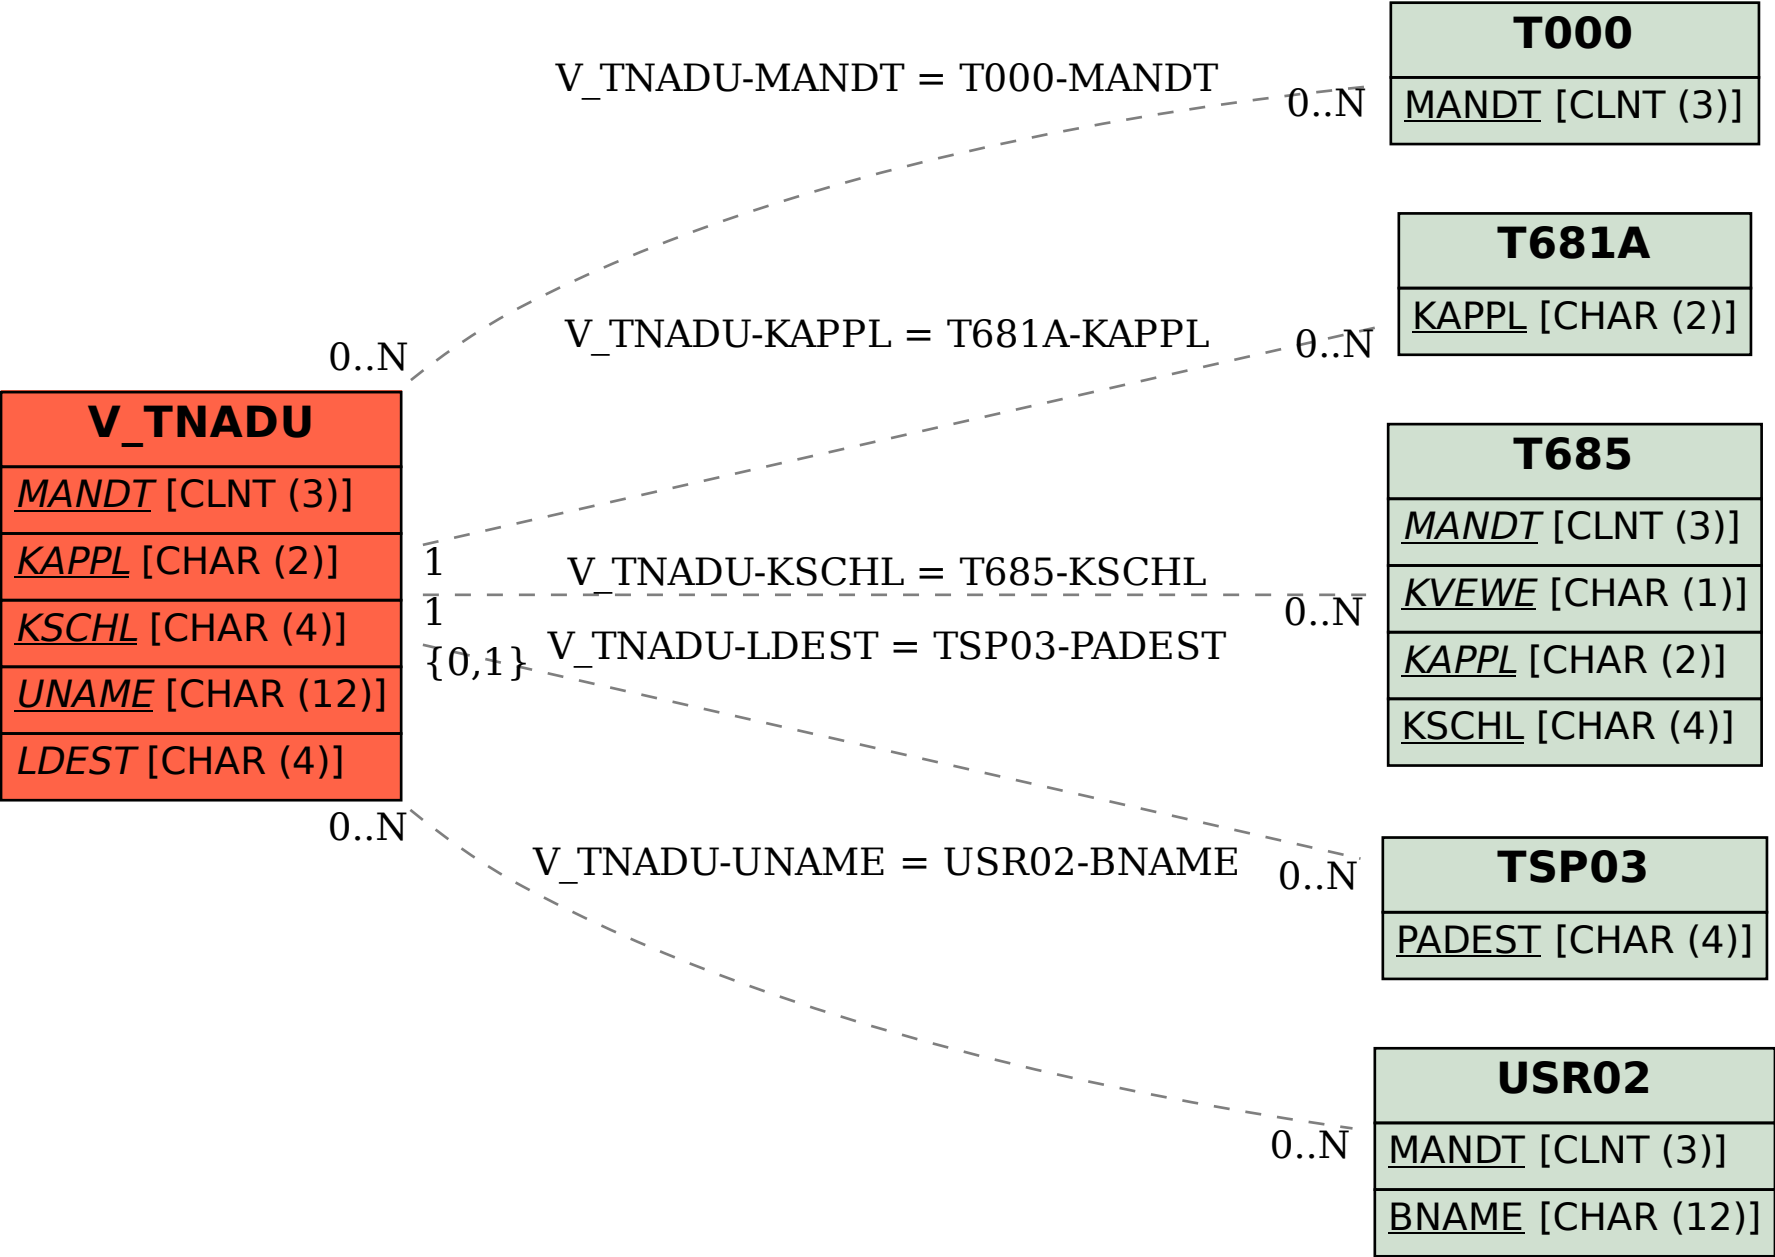 V_TNADU
MANDT [CLNT (3)]
KAPPL [CHAR (2)]
KSCHL [CHAR (4)]
UNAME [CHAR (12)]
LDEST [CHAR (4)]
V_TNADU-MANDT = T000-MANDT
0..N
0..N
V_TNADU-KAPPL = T681A-KAPPL
1
0..N
V_TNADU-KSCHL = T685-KSCHL
1
0..N
V_TNADU-LDEST = TSP03-PADEST
{0,1}
0..N
V_TNADU-UNAME = USR02-BNAME
0..N
0..N
T000
MANDT [CLNT (3)]
T681A
KAPPL [CHAR (2)]
T685
MANDT [CLNT (3)]
KVEWE [CHAR (1)]
KAPPL [CHAR (2)]
KSCHL [CHAR (4)]
TSP03
PADEST [CHAR (4)]
USR02
MANDT [CLNT (3)]
BNAME [CHAR (12)]